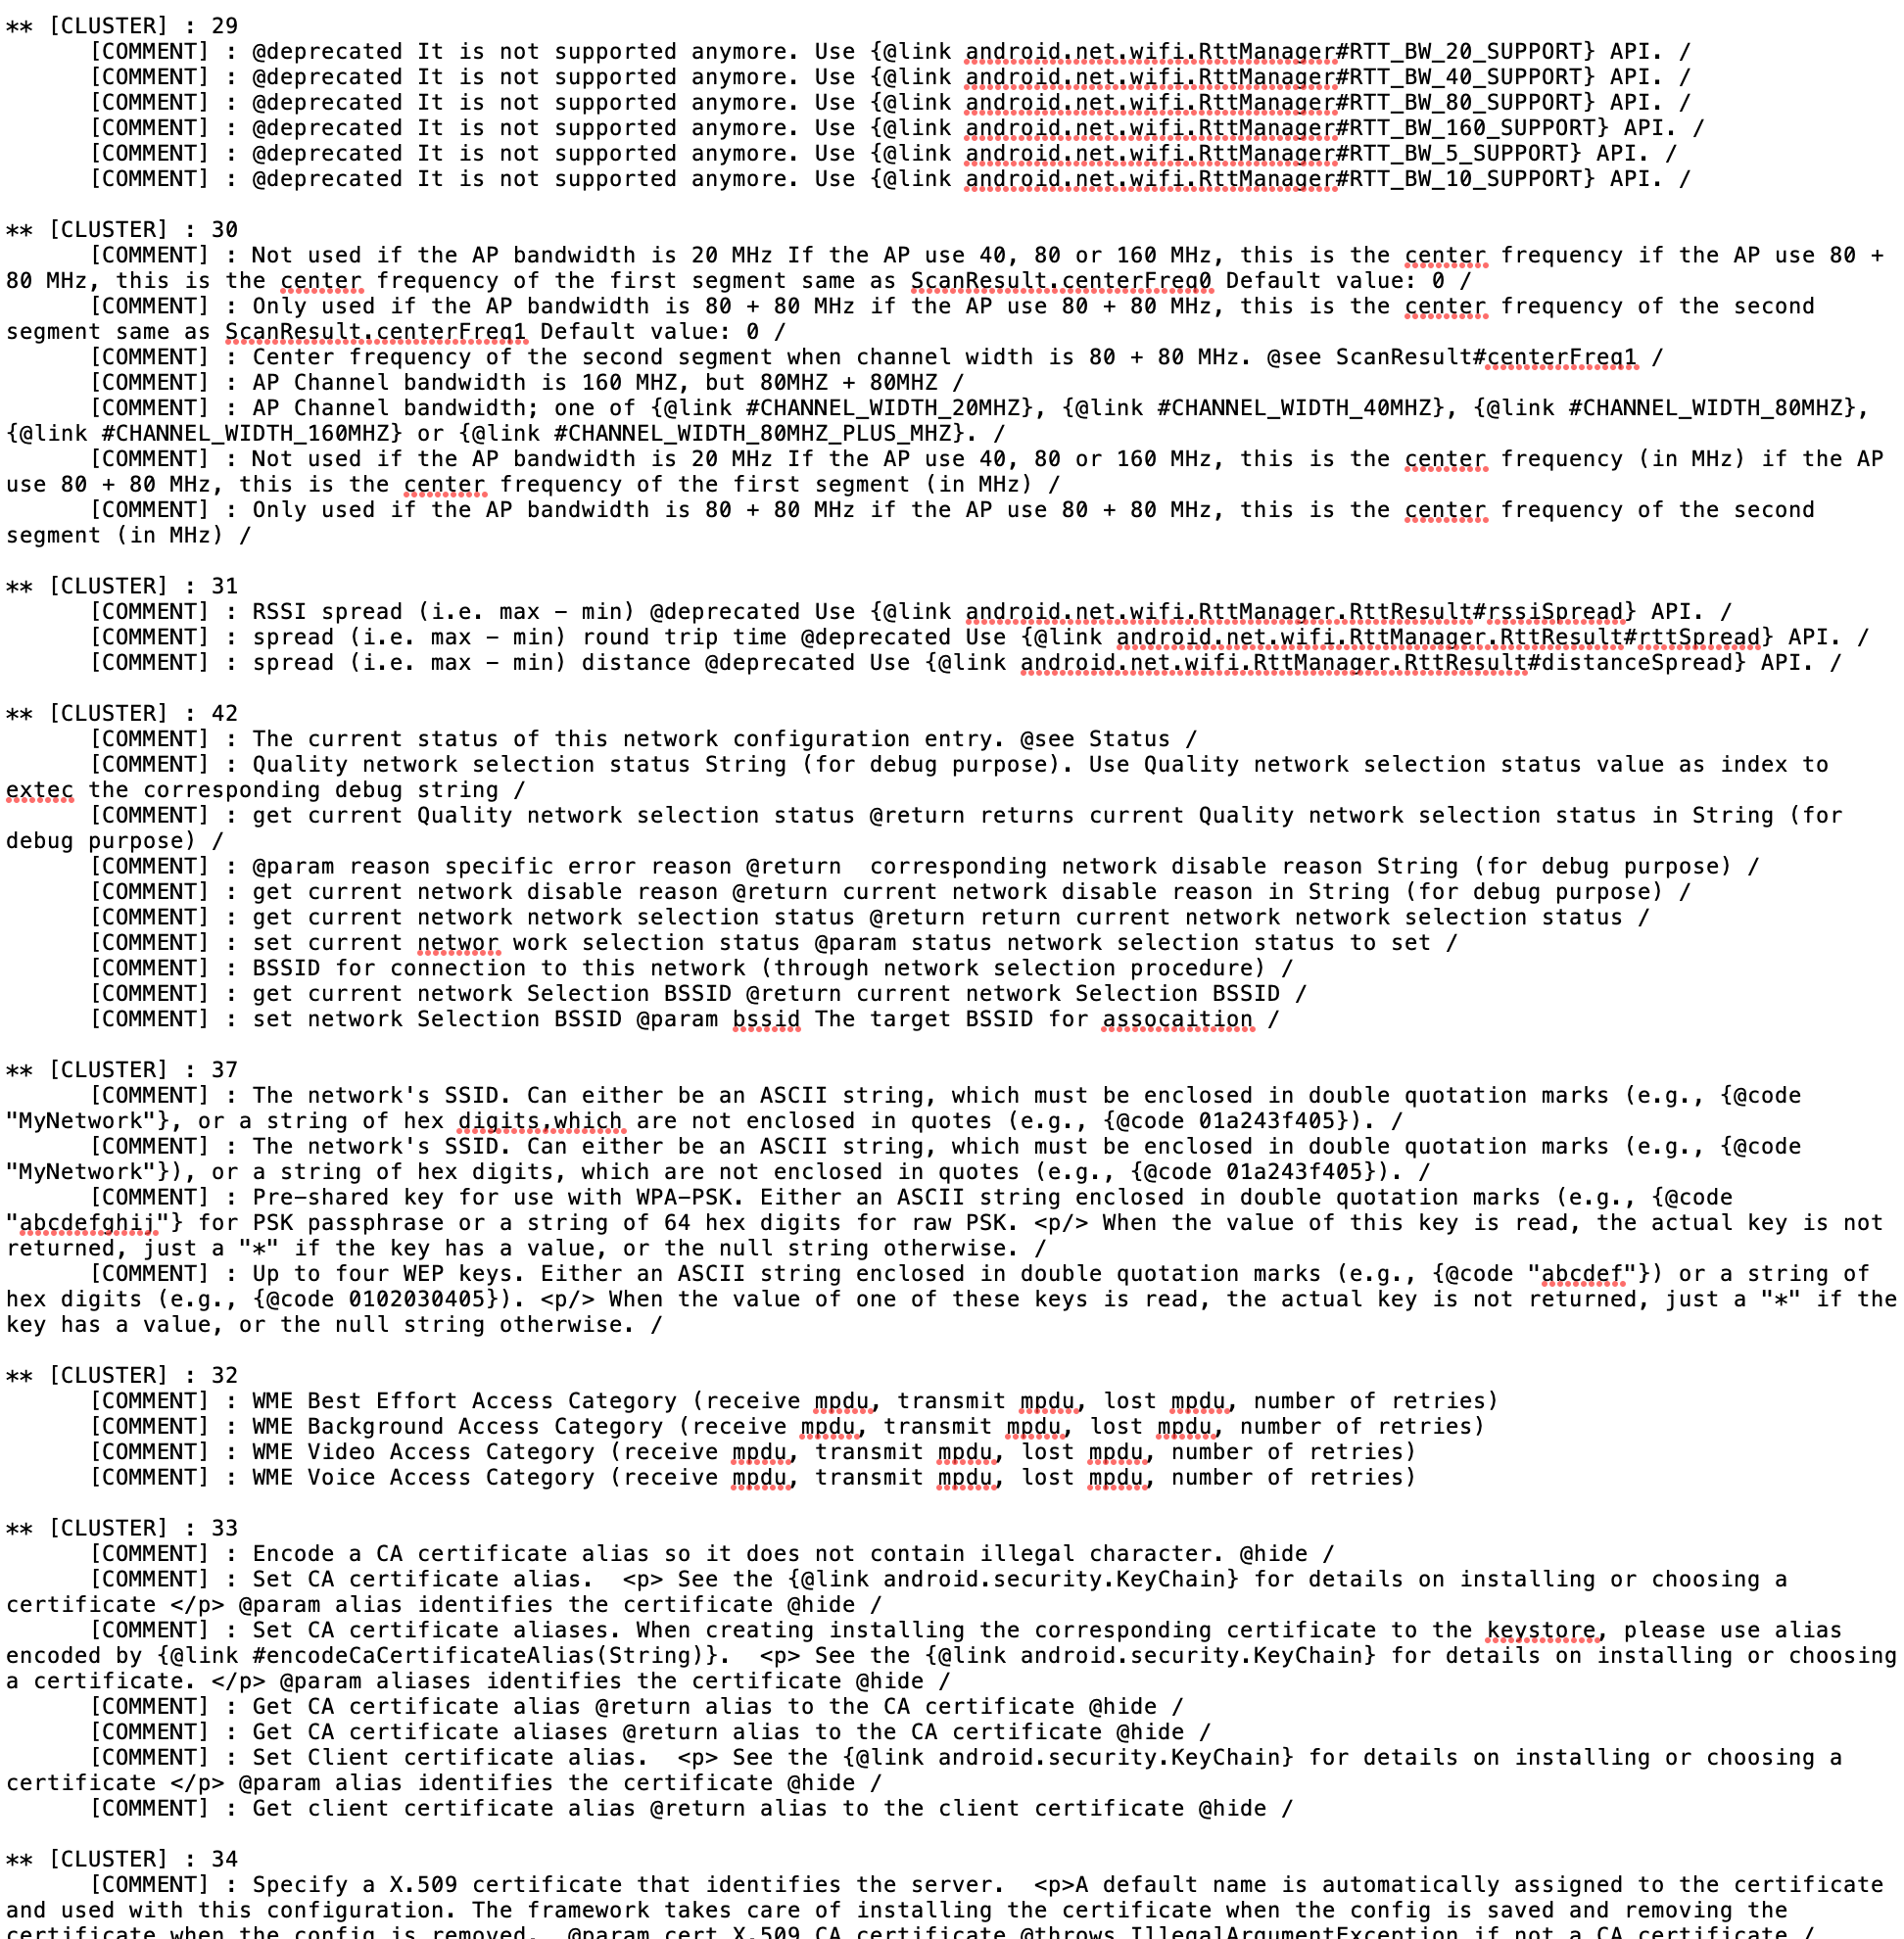 ** [CLUSTER] : 29
[COMMENT] : @deprecated It is not supported anymore. Use {@link android.net.wifi.RttManager#RTT_BW_20_SUPPORT} API. /
[COMMENT] : @deprecated It is not supported anymore. Use {@link android.net.wifi.RttManager#RTT_BW_40_SUPPORT} API. /
[COMMENT] : @deprecated It is not supported anymore. Use {@link android.net.wifi.RttManager#RTT_BW_80_SUPPORT} API. /
[COMMENT] : @deprecated It is not supported anymore. Use {@link android.net.wifi.RttManager#RTT_BW_160_SUPPORT} API. /
[COMMENT] : @deprecated It is not supported anymore. Use {@link android.net.wifi.RttManager#RTT_BW_5_SUPPORT} API. /
[COMMENT] : @deprecated It is not supported anymore. Use {@link android.net.wifi.RttManager#RTT_BW_10_SUPPORT} API. /
** [CLUSTER] : 30
[COMMENT] : Not used if the AP bandwidth is 20 MHz If the AP use 40, 80 or 160 MHz, this is the center frequency if the AP use 80 +
80 MHz, this is the center frequency of the first segment same as ScanResult.centerFreq0 Default value: 0 /
[COMMENT] : Only used if the AP bandwidth is 80 + 80 MHz if the AP use 80 + 80 MHz, this is the center frequency of the second
segment same as ScanResult.centerFreq1 Default value: 0 /
[COMMENT] : Center frequency of the second segment when channel width is 80 + 80 MHz. @see ScanResult#centerFreq1 /
[COMMENT] : AP Channel bandwidth is 160 MHZ, but 80MHZ + 80MHZ /
[COMMENT] : AP Channel bandwidth; one of {@link #CHANNEL_WIDTH_20MHZ}, {@link #CHANNEL_WIDTH_40MHZ}, {@link #CHANNEL_WIDTH_80MHZ},
{@link #CHANNEL_WIDTH_160MHZ} or {@link #CHANNEL_WIDTH_80MHZ_PLUS_MHZ}. /
[COMMENT] : Not used if the AP bandwidth is 20 MHz If the AP use 40, 80 or 160 MHz, this is the center frequency (in MHz) if the AP
use 80 + 80 MHz, this is the center frequency of the first segment (in MHz) /
[COMMENT] : Only used if the AP bandwidth is 80 + 80 MHz if the AP use 80 + 80 MHz, this is the center frequency of the second
segment (in MHz) /
** [CLUSTER] : 31
[COMMENT] : RSSI spread (i.e. max - min) @deprecated Use {@link android.net.wifi.RttManager.RttResult#rssiSpread} API. /
[COMMENT] : spread (i.e. max - min) round trip time @deprecated Use {@link android.net.wifi.RttManager.RttResult#rttSpread} API. /
[COMMENT] : spread (i.e. max - min) distance @deprecated Use {@link android.net.wifi.RttManager.RttResult#distanceSpread} API. /
** [CLUSTER] : 42
[COMMENT] : The current status of this network configuration entry. @see Status /
[COMMENT] : Quality network selection status String (for debug purpose). Use Quality network selection status value as index to
extec the corresponding debug string /
[COMMENT] : get current Quality network selection status @return returns current Quality network selection status in String (for
debug purpose) /
[COMMENT] : @param reason specific error reason @return  corresponding network disable reason String (for debug purpose) /
[COMMENT] : get current network disable reason @return current network disable reason in String (for debug purpose) /
[COMMENT] : get current network network selection status @return return current network network selection status /
[COMMENT] : set current networ work selection status @param status network selection status to set /
[COMMENT] : BSSID for connection to this network (through network selection procedure) /
[COMMENT] : get current network Selection BSSID @return current network Selection BSSID /
[COMMENT] : set network Selection BSSID @param bssid The target BSSID for assocaition /
** [CLUSTER] : 37
[COMMENT] : The network's SSID. Can either be an ASCII string, which must be enclosed in double quotation marks (e.g., {@code
"MyNetwork"}, or a string of hex digits,which are not enclosed in quotes (e.g., {@code 01a243f405}). /
[COMMENT] : The network's SSID. Can either be an ASCII string, which must be enclosed in double quotation marks (e.g., {@code
"MyNetwork"}), or a string of hex digits, which are not enclosed in quotes (e.g., {@code 01a243f405}). /
[COMMENT] : Pre-shared key for use with WPA-PSK. Either an ASCII string enclosed in double quotation marks (e.g., {@code
"abcdefghij"} for PSK passphrase or a string of 64 hex digits for raw PSK. <p/> When the value of this key is read, the actual key is not
returned, just a "*" if the key has a value, or the null string otherwise. /
[COMMENT] : Up to four WEP keys. Either an ASCII string enclosed in double quotation marks (e.g., {@code "abcdef"}) or a string of
hex digits (e.g., {@code 0102030405}). <p/> When the value of one of these keys is read, the actual key is not returned, just a "*" if the
key has a value, or the null string otherwise. /
** [CLUSTER] : 32
[COMMENT] : WME Best Effort Access Category (receive mpdu, transmit mpdu, lost mpdu, number of retries)
[COMMENT] : WME Background Access Category (receive mpdu, transmit mpdu, lost mpdu, number of retries)
[COMMENT] : WME Video Access Category (receive mpdu, transmit mpdu, lost mpdu, number of retries)
[COMMENT] : WME Voice Access Category (receive mpdu, transmit mpdu, lost mpdu, number of retries)
** [CLUSTER] : 33
[COMMENT] : Encode a CA certificate alias so it does not contain illegal character. @hide /
[COMMENT] : Set CA certificate alias.  <p> See the {@link android.security.KeyChain} for details on installing or choosing a
certificate </p> @param alias identifies the certificate @hide /
[COMMENT] : Set CA certificate aliases. When creating installing the corresponding certificate to the keystore, please use alias
encoded by {@link #encodeCaCertificateAlias(String)}.  <p> See the {@link android.security.KeyChain} for details on installing or choosing
a certificate. </p> @param aliases identifies the certificate @hide /
[COMMENT] : Get CA certificate alias @return alias to the CA certificate @hide /
[COMMENT] : Get CA certificate aliases @return alias to the CA certificate @hide /
[COMMENT] : Set Client certificate alias.  <p> See the {@link android.security.KeyChain} for details on installing or choosing a
certificate </p> @param alias identifies the certificate @hide /
[COMMENT] : Get client certificate alias @return alias to the client certificate @hide /
** [CLUSTER] : 34
[COMMENT] : Specify a X.509 certificate that identifies the server.  <p>A default name is automatically assigned to the certificate
and used with this configuration. The framework takes care of installing the certificate when the config is saved and removing the
certificate when the config is removed.  @param cert X.509 CA certificate @throws IllegalArgumentException if not a CA certificate /